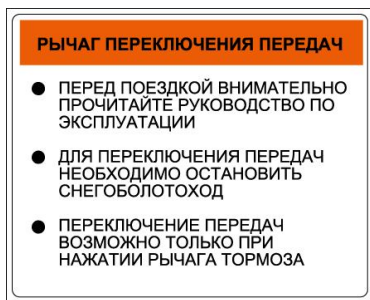 РЫЧАГ ПЕРЕКЛЮЧЕНИЯ ПЕРЕДАЧ
● ПЕРЕД ПОЕЗДКОЙ ВНИМАТЕЛЬНО
ПРОЧИТАЙТЕ РУКОВОДСТВО ПО
ЭКСПЛУАТАЦИИ
● ДЛЯ ПЕРЕКЛЮЧЕНИЯ ПЕРЕДАЧ
НЕОБХОДИМО ОСТАНОВИТЬ
СНЕГОБОЛОТОХОД
● ПЕРЕКЛЮЧЕНИЕ ПЕРЕДАЧ
ВОЗМОЖНО ТОЛЬКО ПРИ
НАЖАТИИ РЫЧАГА ТОРМОЗА